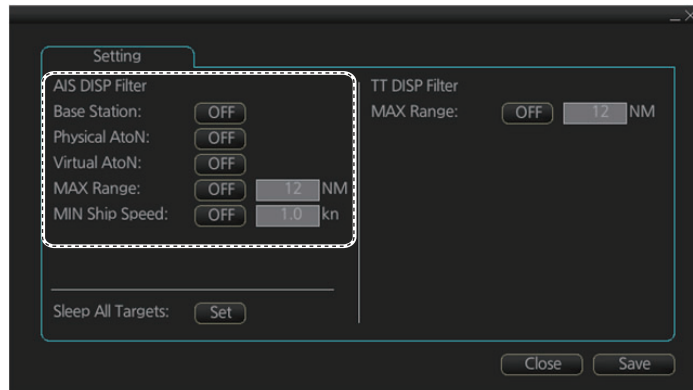 Setting
AIS DISP Filter
Base Station: OFF
Physical AtoN: OFF
Virtual AtoN: OFF
MAX Range: OFF 12 NM
MIN Ship Speed: OFF 1.0 kn
Sleep All Targets: Set
TT DISP Filter
MAX Range: OFF 12 NM
Close Save